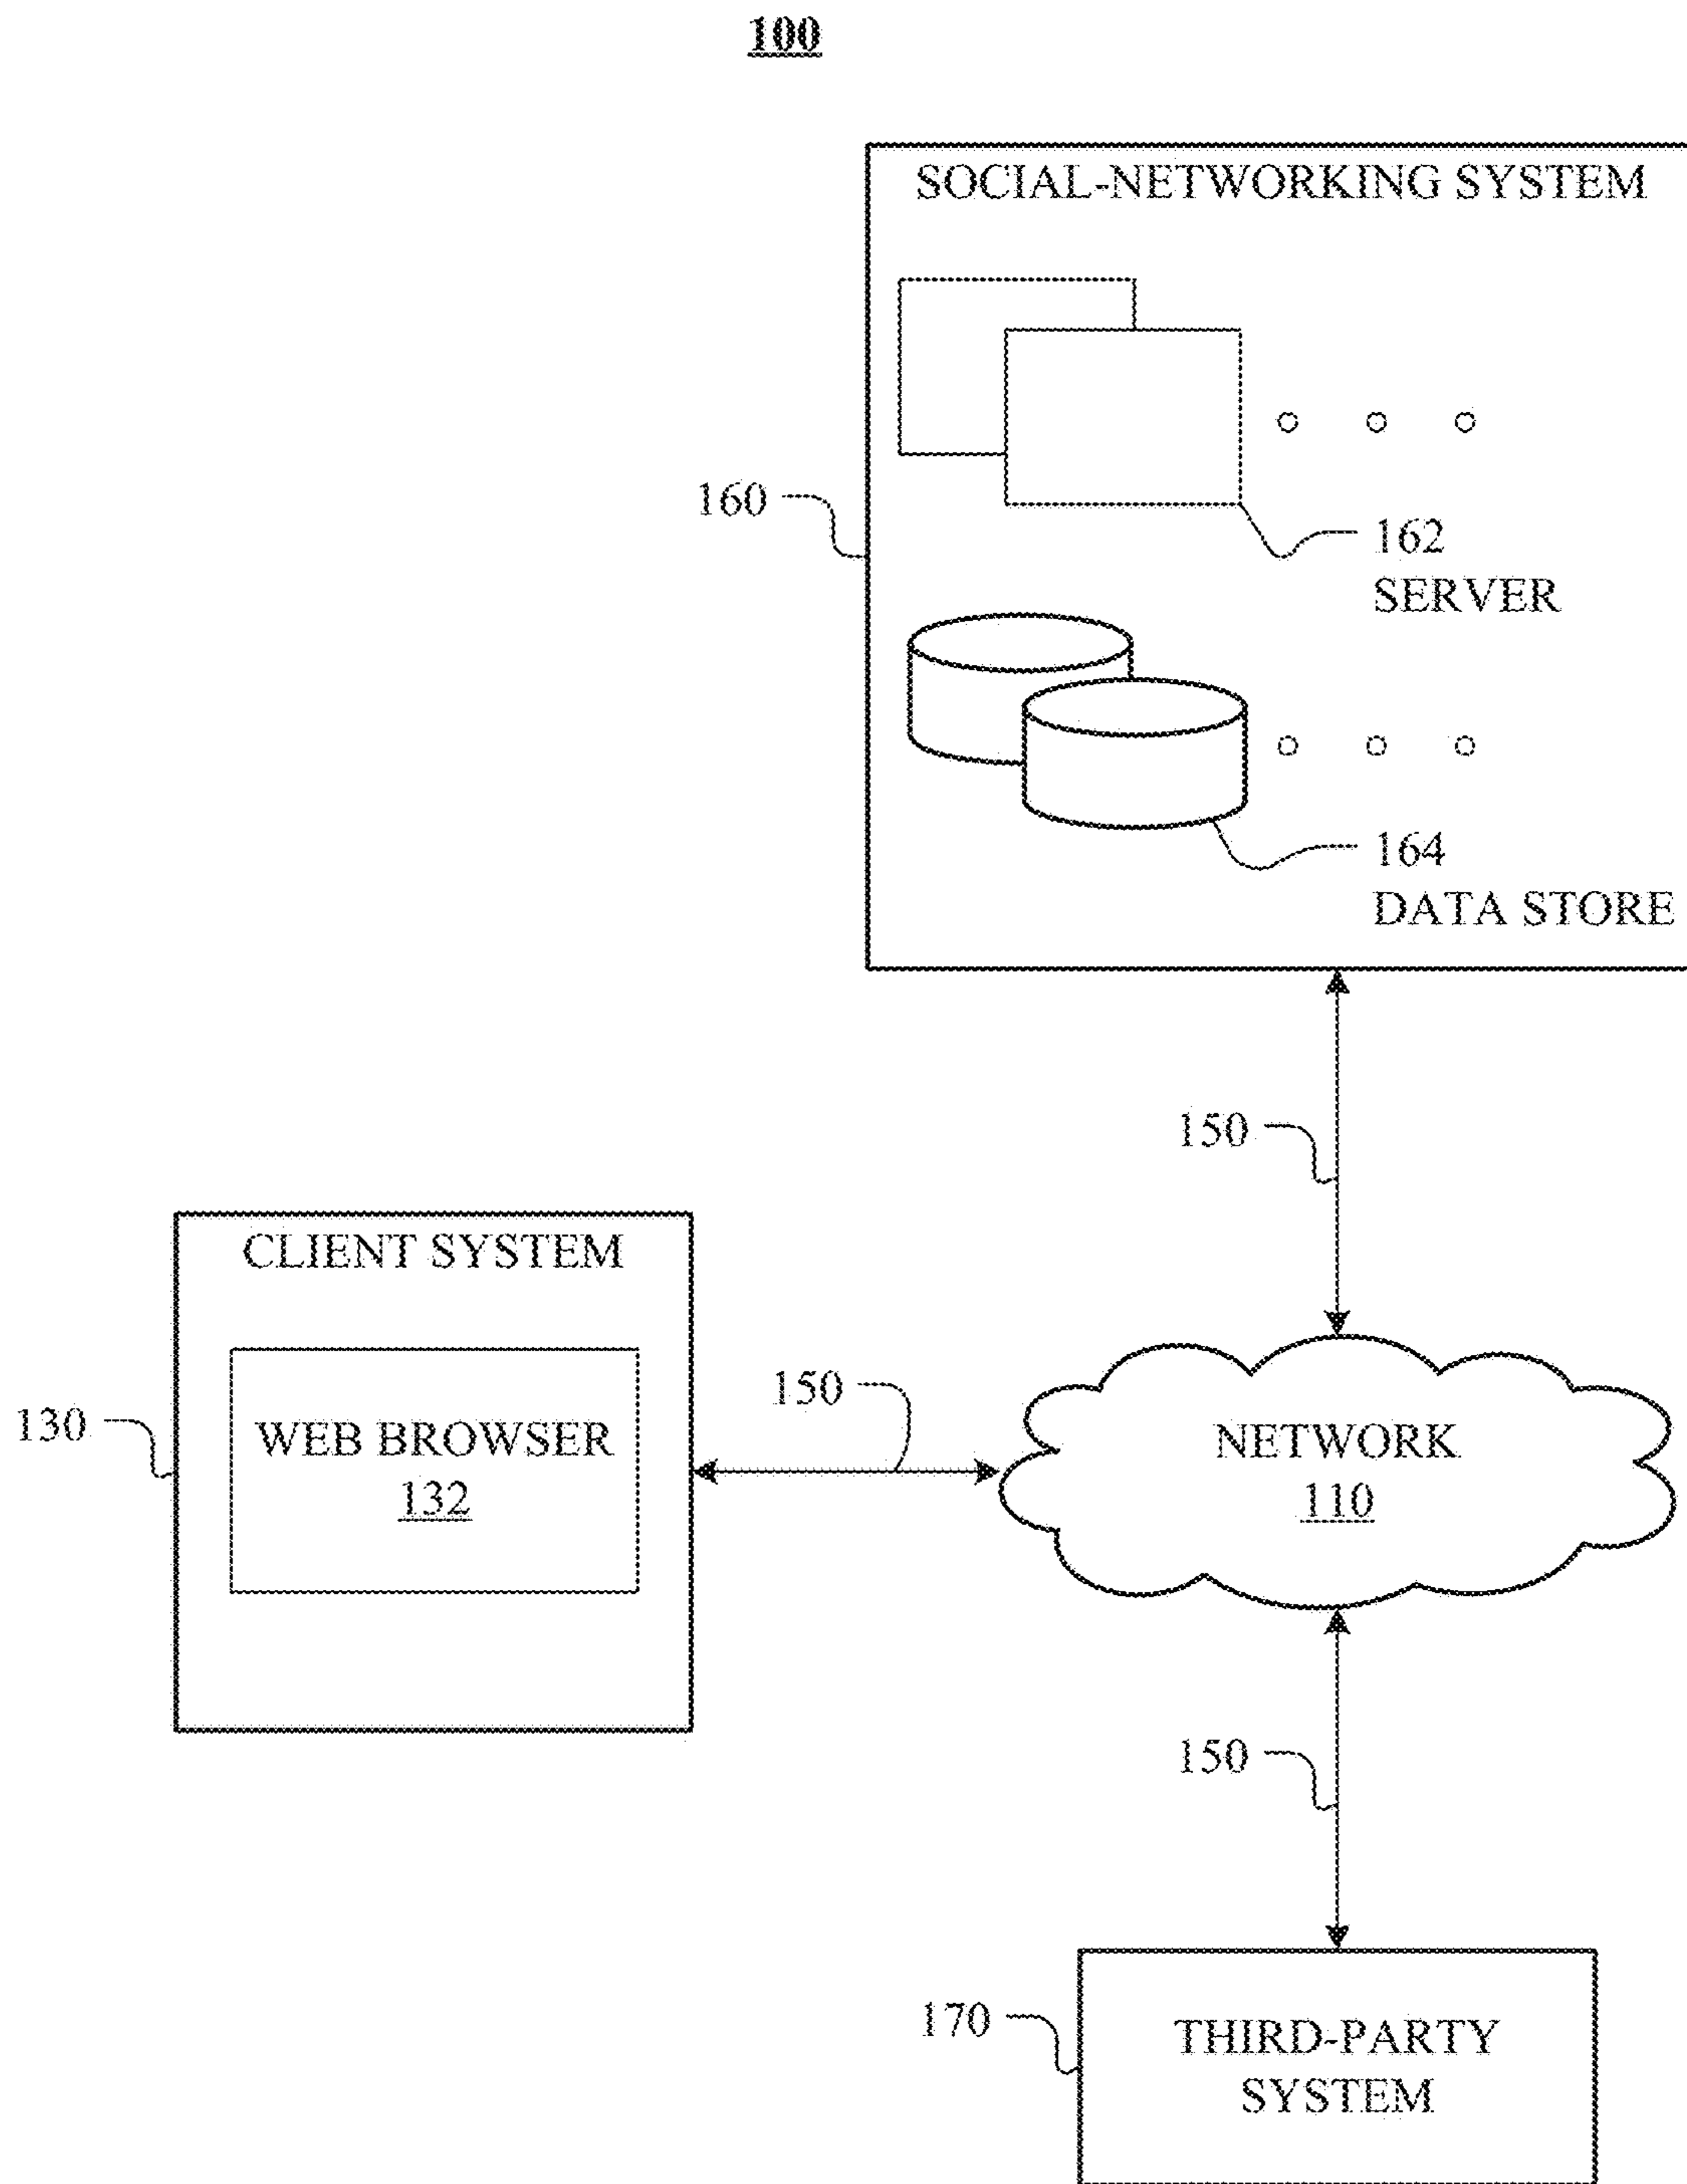 100
SOCIAL-NETWORKING SYSTEM
160
162
SERVER
164
DATA STORE
150
CLIENT SYSTEM
130
WEB BROWSER
132
150
NETWORK
110
150
170
THIRD-PARTY
SYSTEM